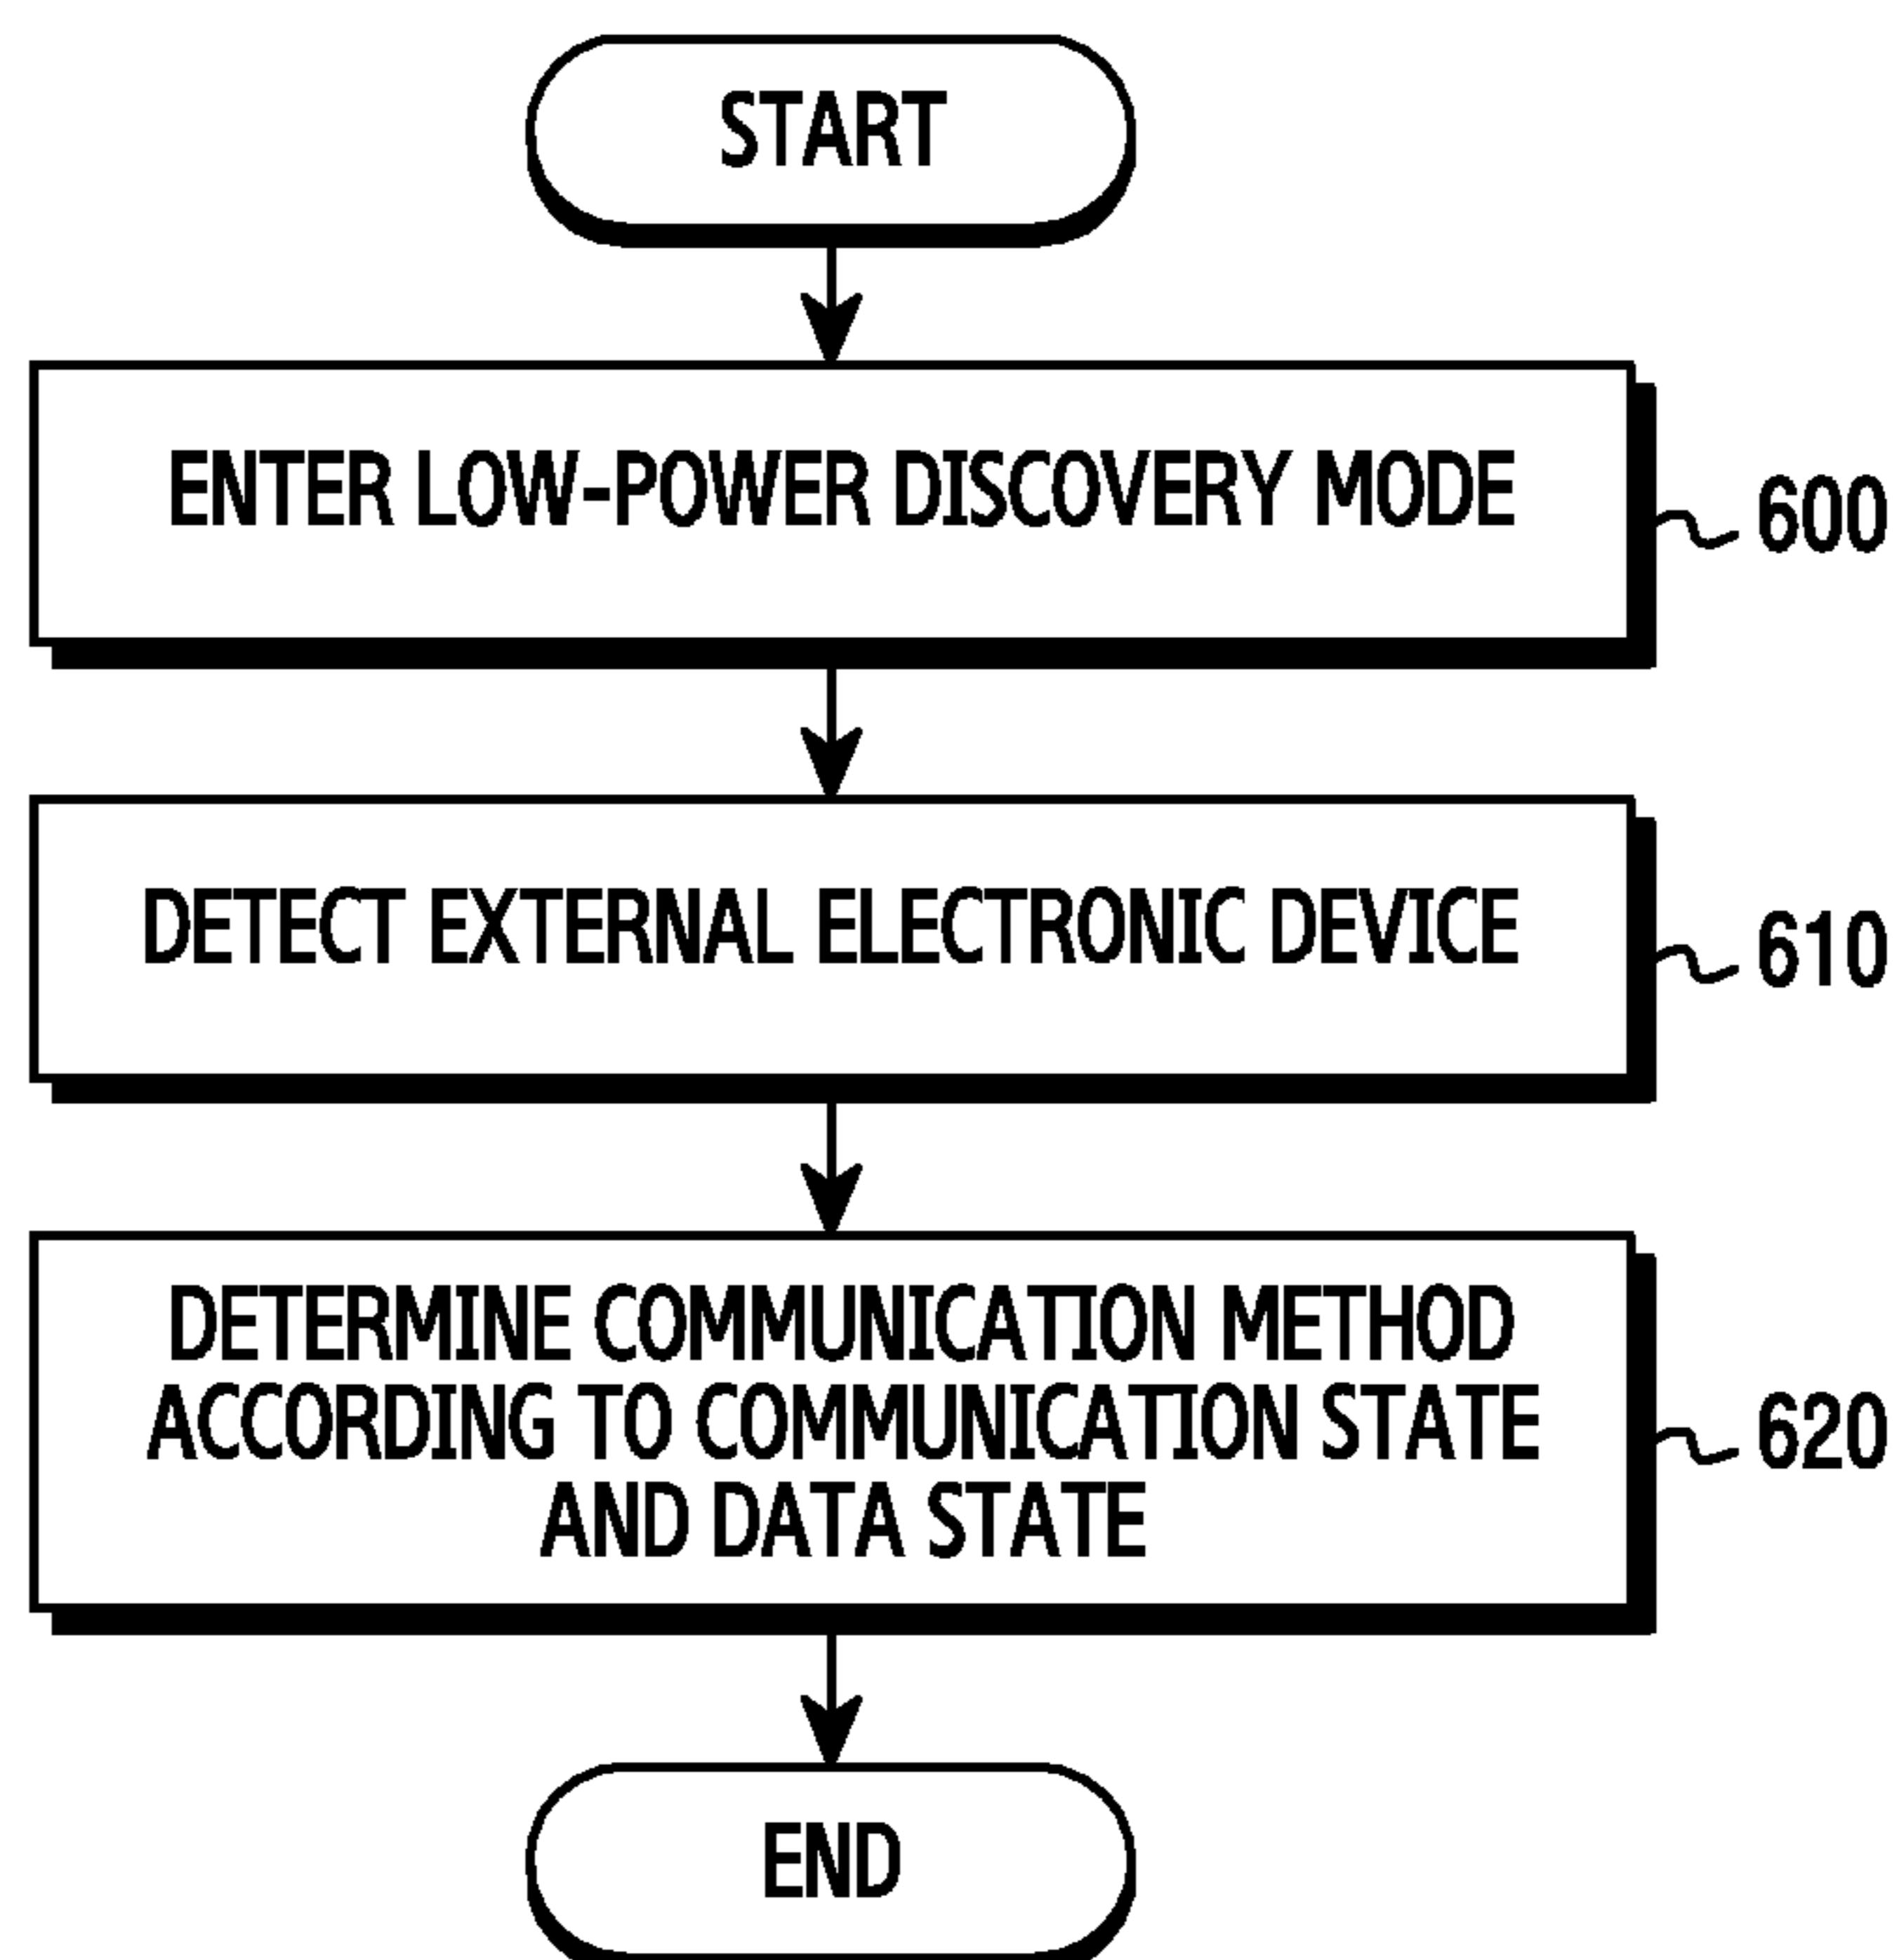 START
ENTER LOW-POWER DISCOVERY MODE
600
DETECT EXTERNAL ELECTRONIC DEVICE
610
DETERMINE COMMUNICATION METHOD
ACCORDING TO COMMUNICATION STATE
AND DATA STATE
620
END